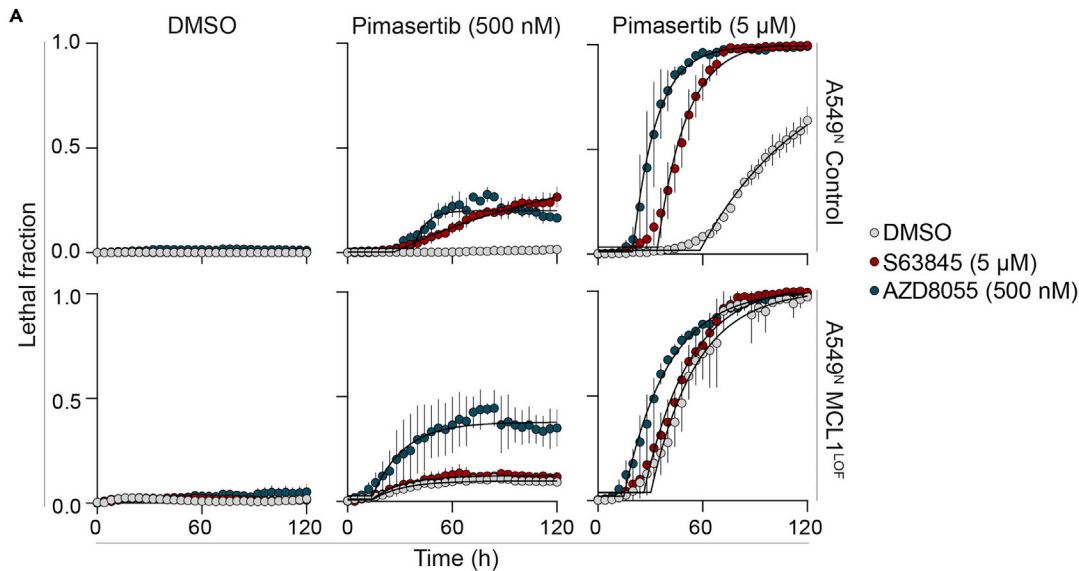 A
DMSO
Pimasertib (500 nM)
Pimasertib (5 µM)
1.0
0.5
0.0
1.0
0.5
0.0
0
60
120
0
60
120
0
60
120
Lethal fraction
Time (h)
A549ᴺ Control
A549ᴺ MCL1ᴸᴼF
DMSO
S63845 (5 µM)
AZD8055 (500 nM)